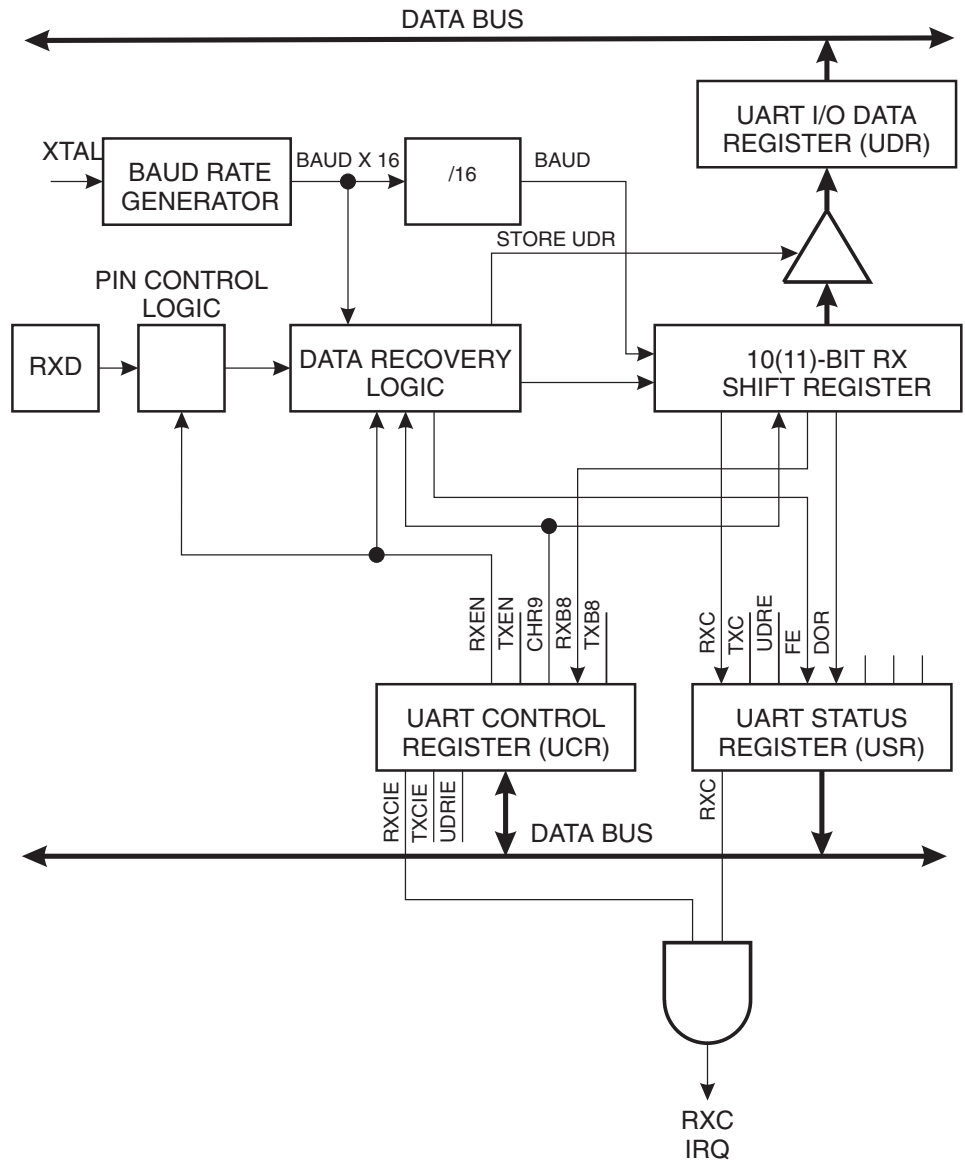 DATA BUS
UART I/O DATA
REGISTER (UDR)
XTAL
BAUD RATE
GENERATOR
BAUD X 16
/16
BAUD
STORE UDR
PIN CONTROL
LOGIC
RXD
DATA RECOVERY
LOGIC
10(11)-BIT RX
SHIFT REGISTER
RXEN
TXEN
CHR9
RXB8
TXB8
RXC
TXC
UDRE
FE
DOR
UART CONTROL
REGISTER (UCR)
UART STATUS
REGISTER (USR)
RXCIE
TXCIE
UDRIE
RXC
DATA BUS
RXC
IRQ